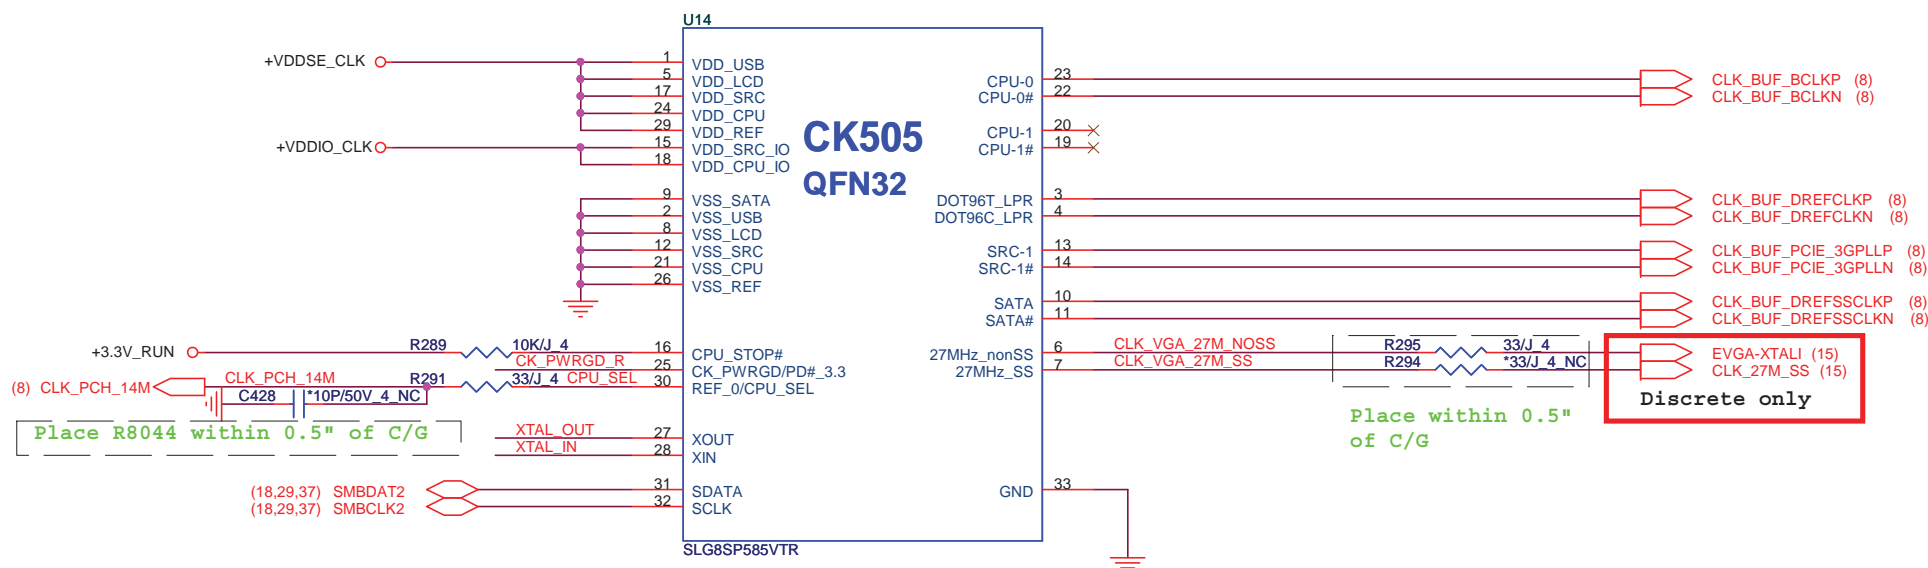 U14
+VDDSE_CLK
+VDDIO_CLK
1 VDD_USB
5 VDD_LCD
17 VDD_SRC
24 VDD_CPU
29 VDD_REF
15 VDD_SRC_IO
18 VDD_CPU_IO
9 VSS_SATA
2 VSS_USB
8 VSS_LCD
12 VSS_SRC
21 VSS_CPU
26 VSS_REF
+3.3V_RUN R289 10K/J_4 16 CPU_STOP#
CK_PWRGD_R 25 CK_PWRGD/PD#_3.3
(8) CLK_PCH_14M CLK_PCH_14M R291 33/J_4 CPU_SEL 30 REF_0/CPU_SEL
C428 *10P/50V_4_NC
Place R8044 within 0.5" of C/G
XTAL_OUT 27 XOUT
XTAL_IN 28 XIN
(18,29,37) SMBDAT2 31 SDATA
(18,29,37) SMBCLK2 32 SCLK
CK505
QFN32
SLG8SP585VTR
CPU-0 23 CLK_BUF_BCLKP (8)
CPU-0# 22 CLK_BUF_BCLKN (8)
CPU-1 20
CPU-1# 19
DOT96T_LPR 3 CLK_BUF_DREFCLKP (8)
DOT96C_LPR 4 CLK_BUF_DREFCLKN (8)
SRC-1 13 CLK_BUF_PCIE_3GPLLP (8)
SRC-1# 14 CLK_BUF_PCIE_3GPLLN (8)
SATA 10 CLK_BUF_DREFSSCLKP (8)
SATA# 11 CLK_BUF_DREFSSCLKN (8)
27MHz_nonSS 6 CLK_VGA_27M_NOSS R295 33/J_4 EVGA-XTALI (15)
27MHz_SS 7 CLK_VGA_27M_SS R294 *33/J_4_NC CLK_27M_SS (15)
Discrete only
Place within 0.5"
of C/G
GND 33